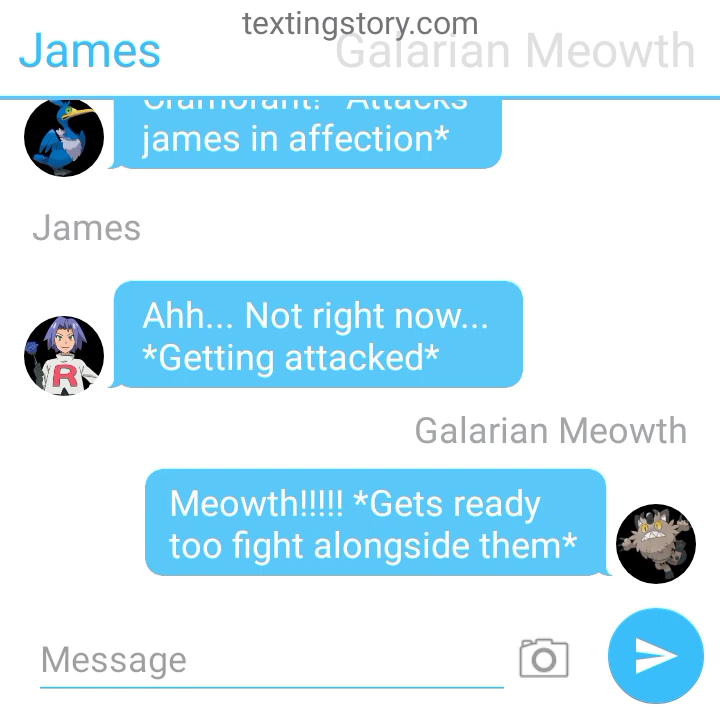 textingstory.com
James
Galarian Meowth
Cramorant! *Attacks
james in affection*
James
Ahh... Not right now...
*Getting attacked*
R
Galarian Meowth
Meowth!!!!! *Gets ready
too fight alongside them*
Message